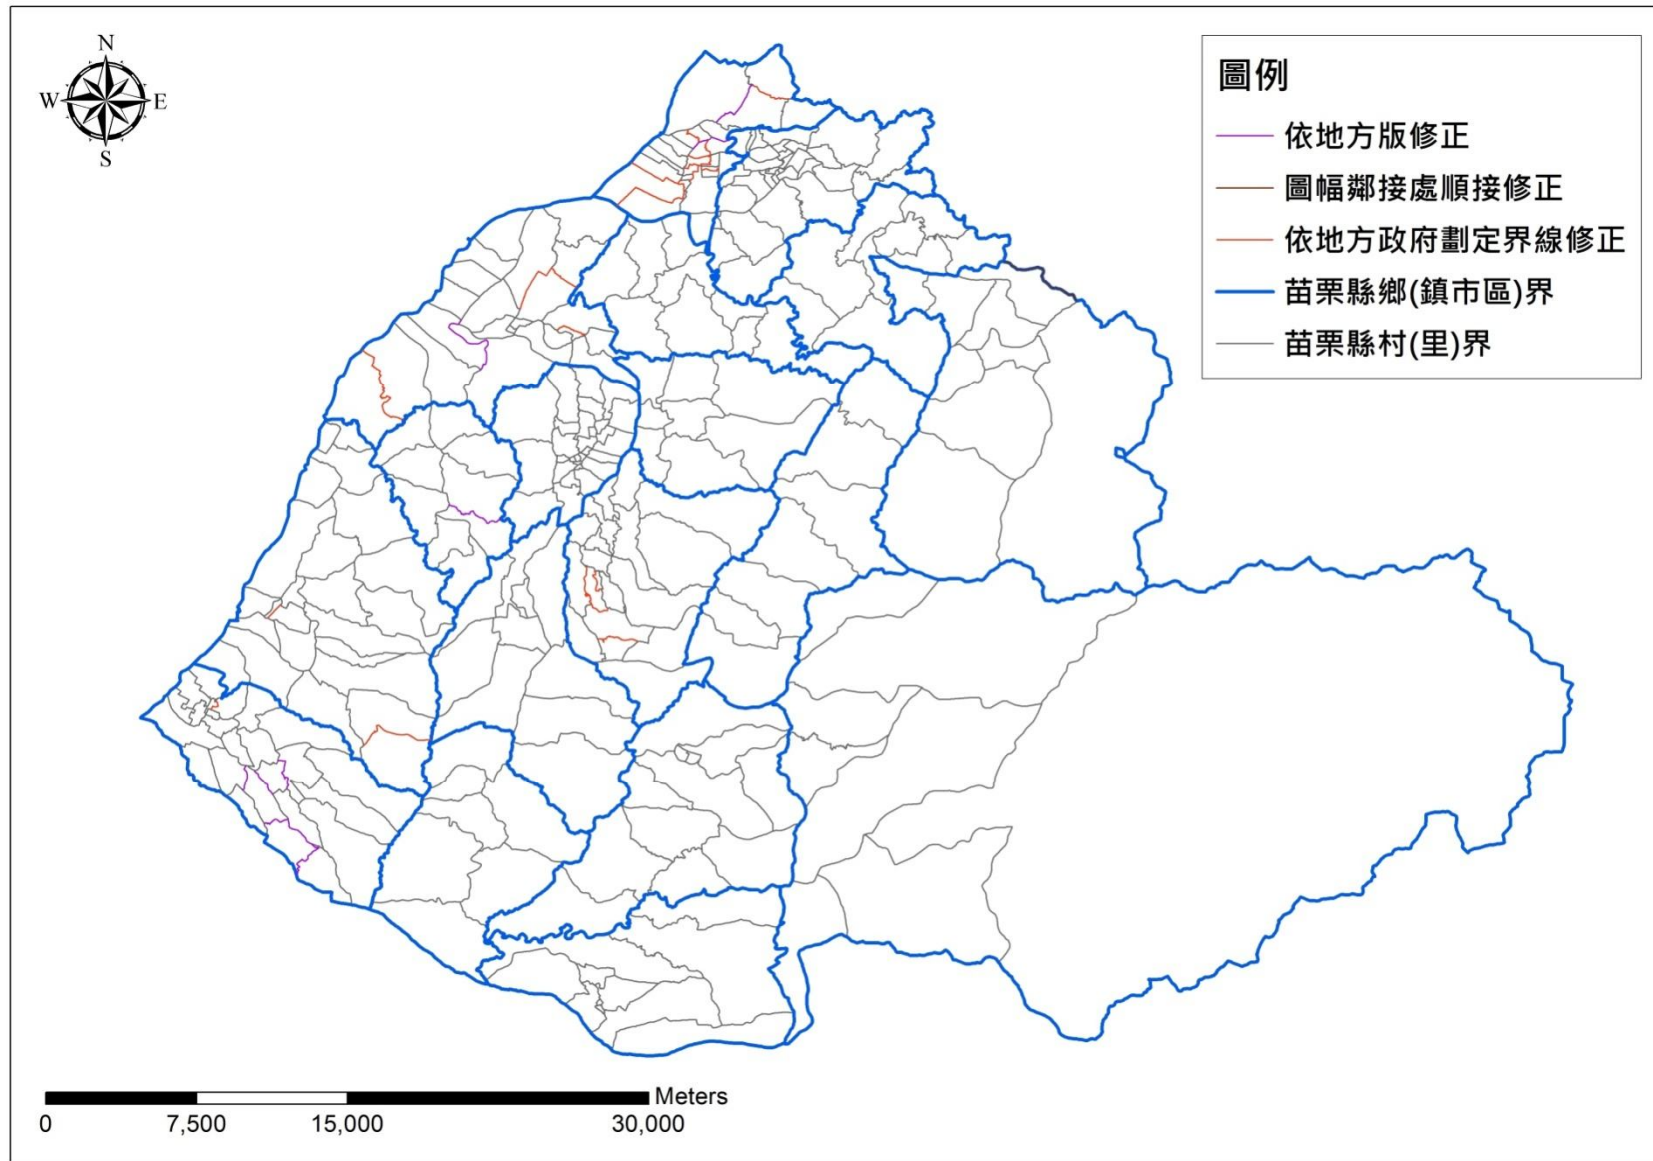 N
W E
S
圖例
依地方版修正
圖幅鄰接處順接修正
依地方政府劃定界線修正
苗栗縣鄉(鎮市區)界
苗栗縣村(里)界
Meters
0 7,500 15,000 30,000